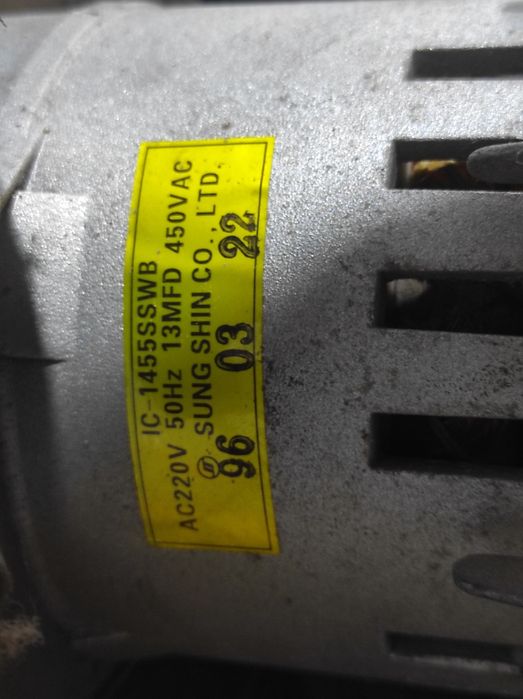 IC-1455SSWB
AC220V 50Hz 13MFD 450VAC
SUNG SHIN CO., LTD.
96 03 22